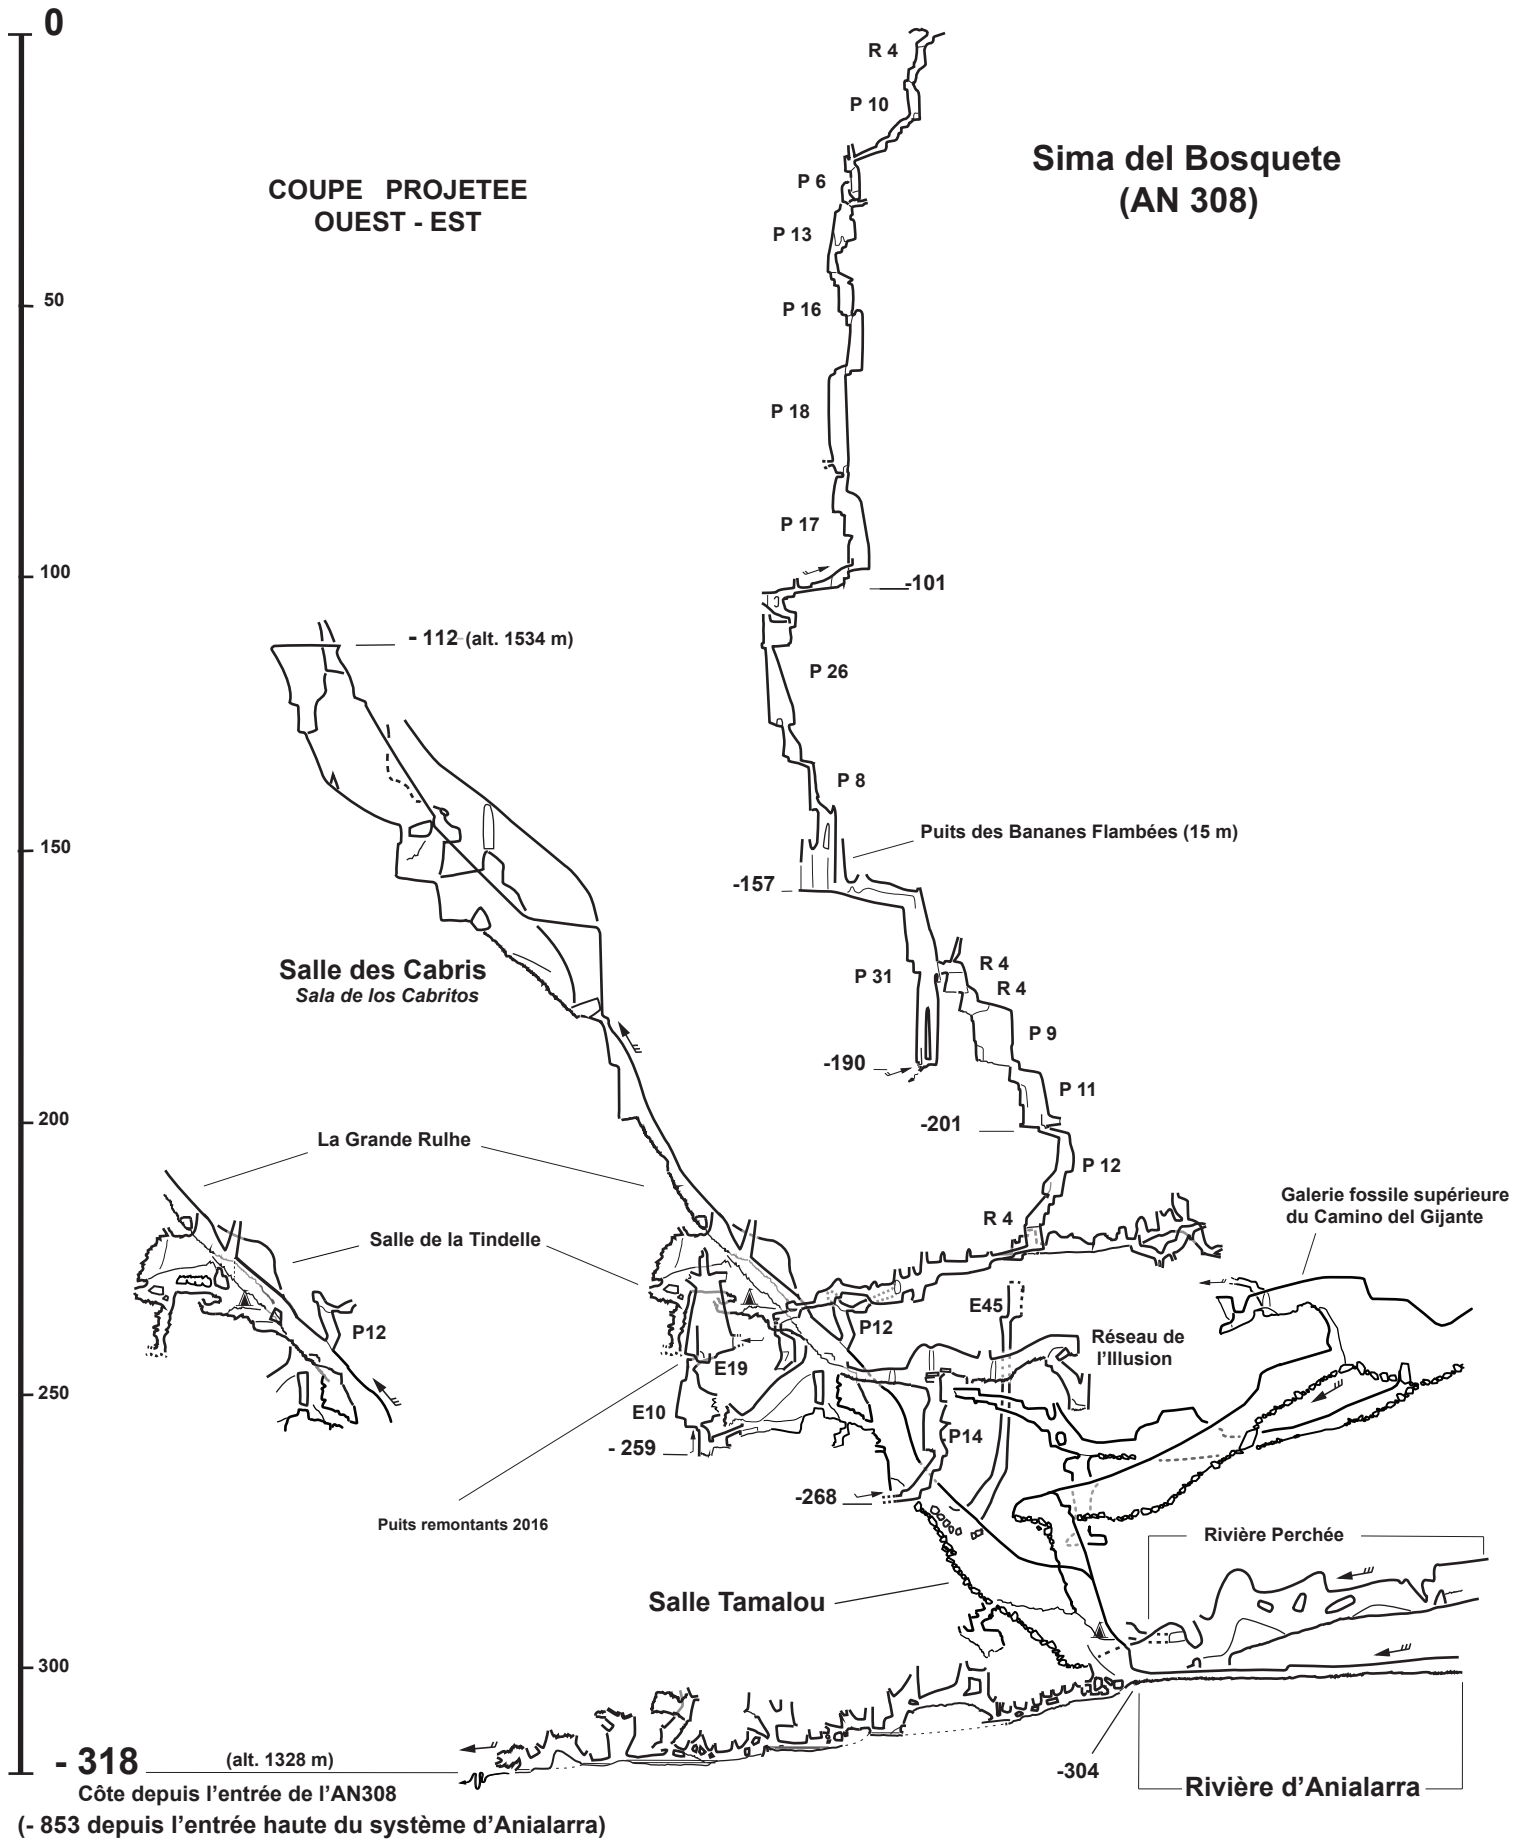 0
R 4
P 10
Sima del Bosquete
(AN 308)
COUPE PROJETEE
OUEST - EST
P 6
P 13
50
P 16
P 18
P 17
100
-101
- 112 (alt. 1534 m)
P 26
P 8
Puits des Bananes Flambées (15 m)
150
-157
Salle des Cabris
Sala de los Cabritos
P 31
R 4
R 4
P 9
-190
P 11
200
-201
La Grande Rulhe
P 12
Galerie fossile supérieure
du Camino del Gijante
R 4
Salle de la Tindelle
E45
P12
P12
Réseau de
l'Illusion
E19
250
E10
P14
- 259
-268
Puits remontants 2016
Rivière Perchée
Salle Tamalou
300
- 318
(alt. 1328 m)
-304
Côte depuis l'entrée de l'AN308
Rivière d'Anialarra
(- 853 depuis l'entrée haute du système d'Anialarra)